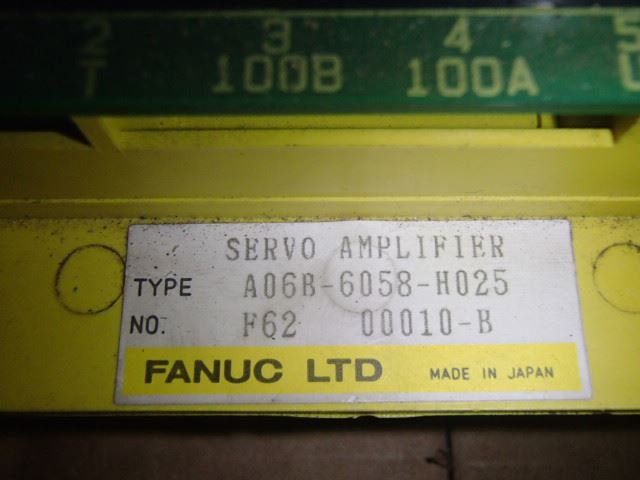 2 3 4 5
T 100B 100A
SERVO AMPLIFIER
TYPE A06B-6058-H025
NO. F62 00010-B
FANUC LTD MADE IN JAPAN